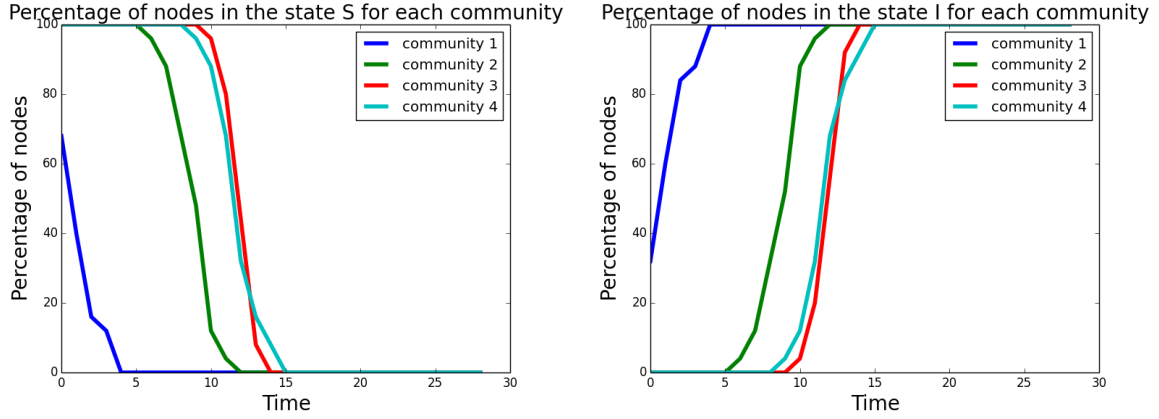 Percentage of nodes in the state S for each community
100
80
60
40
20
0
Percentage of nodes
community 1
community 2
community 3
community 4
0 5 10 15 20 25 30
Time
Percentage of nodes in the state I for each community
100
80
60
40
20
0
Percentage of nodes
community 1
community 2
community 3
community 4
0 5 10 15 20 25 30
Time